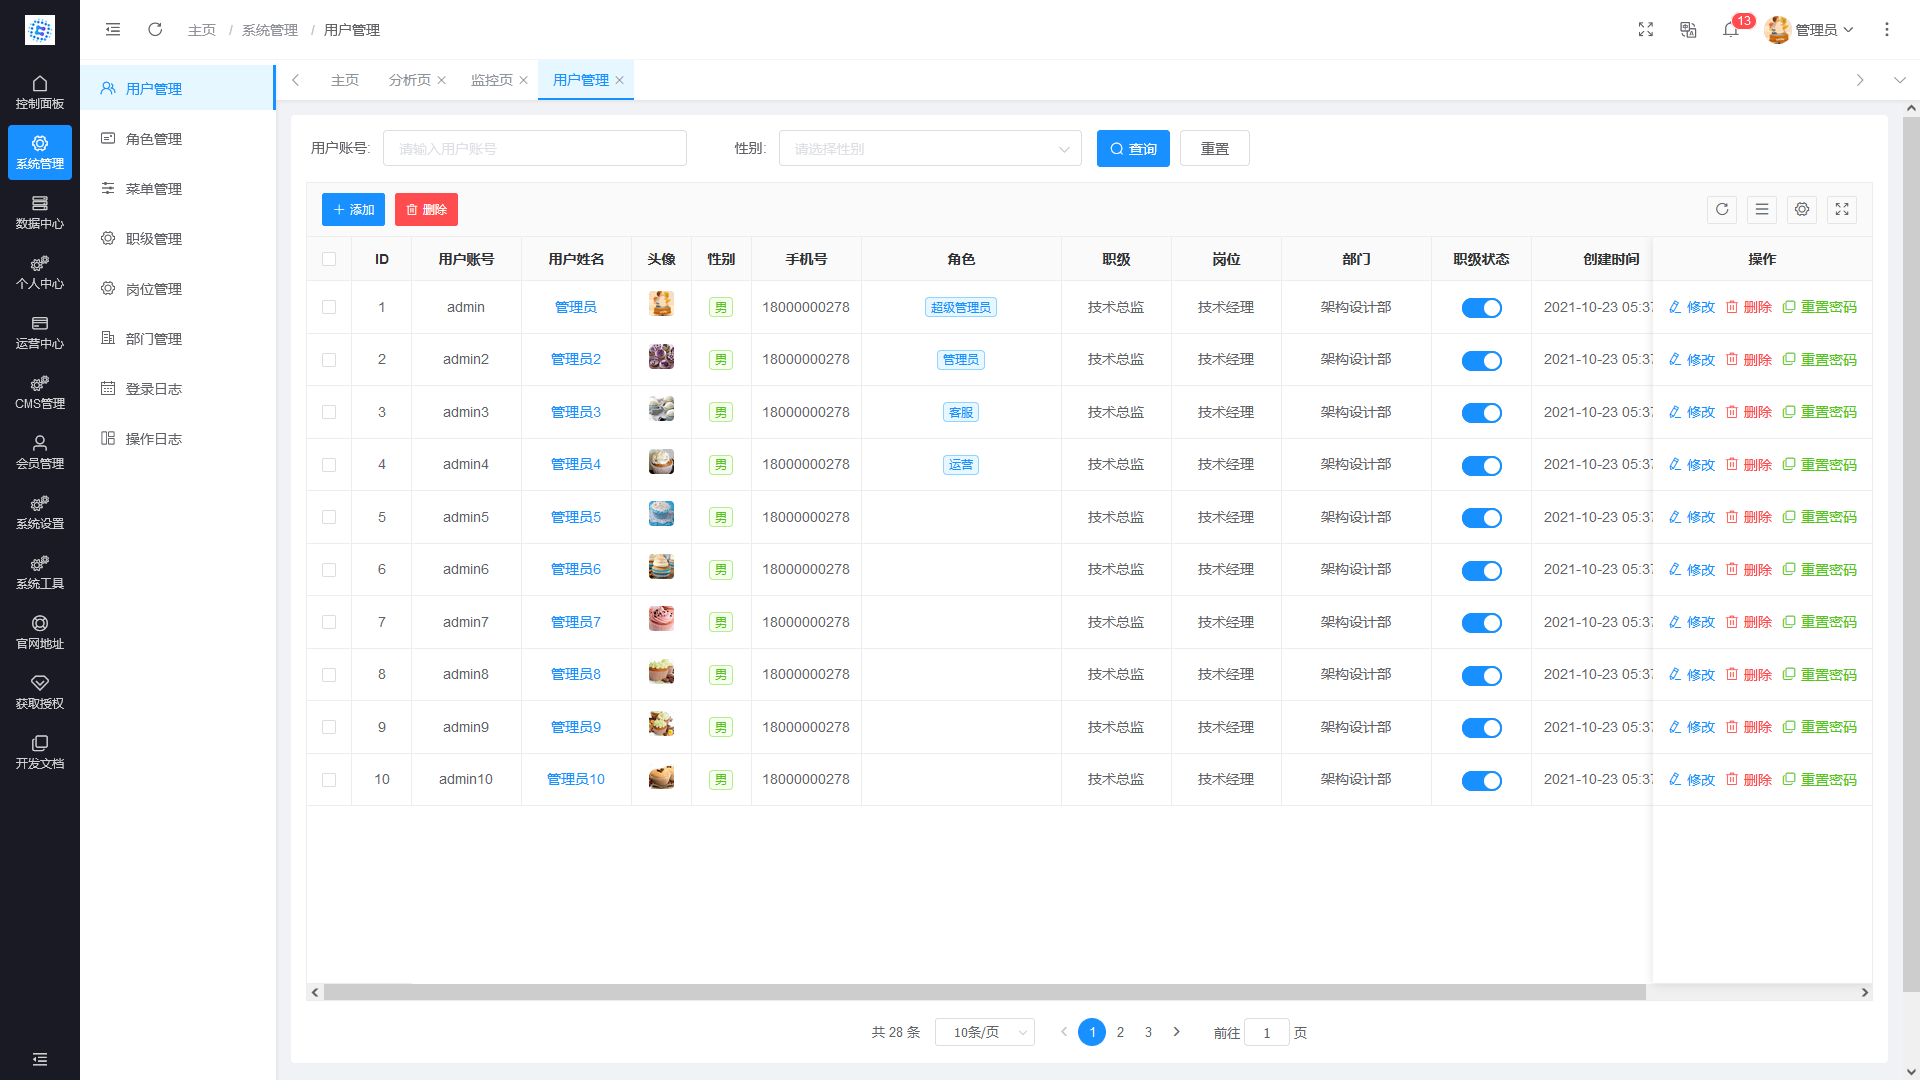 主页 / 系统管理 / 用户管理
13
管理员
控制面板
系统管理
数据中心
个人中心
运营中心
CMS管理
会员管理
系统设置
系统工具
官网地址
获取授权
开发文档
用户管理
角色管理
菜单管理
职级管理
岗位管理
部门管理
登录日志
操作日志
主页 分析页 监控页 用户管理
用户账号: 请输入用户账号 性别: 请选择性别 查询 重置
添加 删除
ID 用户账号 用户姓名 头像 性别 手机号 角色 职级 岗位 部门 职级状态 创建时间 操作
1 admin 管理员 男 18000000278 超级管理员 技术总监 技术经理 架构设计部 2021-10-23 05:37 修改 删除 重置密码
2 admin2 管理员2 男 18000000278 管理员 技术总监 技术经理 架构设计部 2021-10-23 05:37 修改 删除 重置密码
3 admin3 管理员3 男 18000000278 客服 技术总监 技术经理 架构设计部 2021-10-23 05:37 修改 删除 重置密码
4 admin4 管理员4 男 18000000278 运营 技术总监 技术经理 架构设计部 2021-10-23 05:37 修改 删除 重置密码
5 admin5 管理员5 男 18000000278 技术总监 技术经理 架构设计部 2021-10-23 05:37 修改 删除 重置密码
6 admin6 管理员6 男 18000000278 技术总监 技术经理 架构设计部 2021-10-23 05:37 修改 删除 重置密码
7 admin7 管理员7 男 18000000278 技术总监 技术经理 架构设计部 2021-10-23 05:37 修改 删除 重置密码
8 admin8 管理员8 男 18000000278 技术总监 技术经理 架构设计部 2021-10-23 05:37 修改 删除 重置密码
9 admin9 管理员9 男 18000000278 技术总监 技术经理 架构设计部 2021-10-23 05:37 修改 删除 重置密码
10 admin10 管理员10 男 18000000278 技术总监 技术经理 架构设计部 2021-10-23 05:37 修改 删除 重置密码
共 28 条 10条/页 1 2 3 前往 1 页